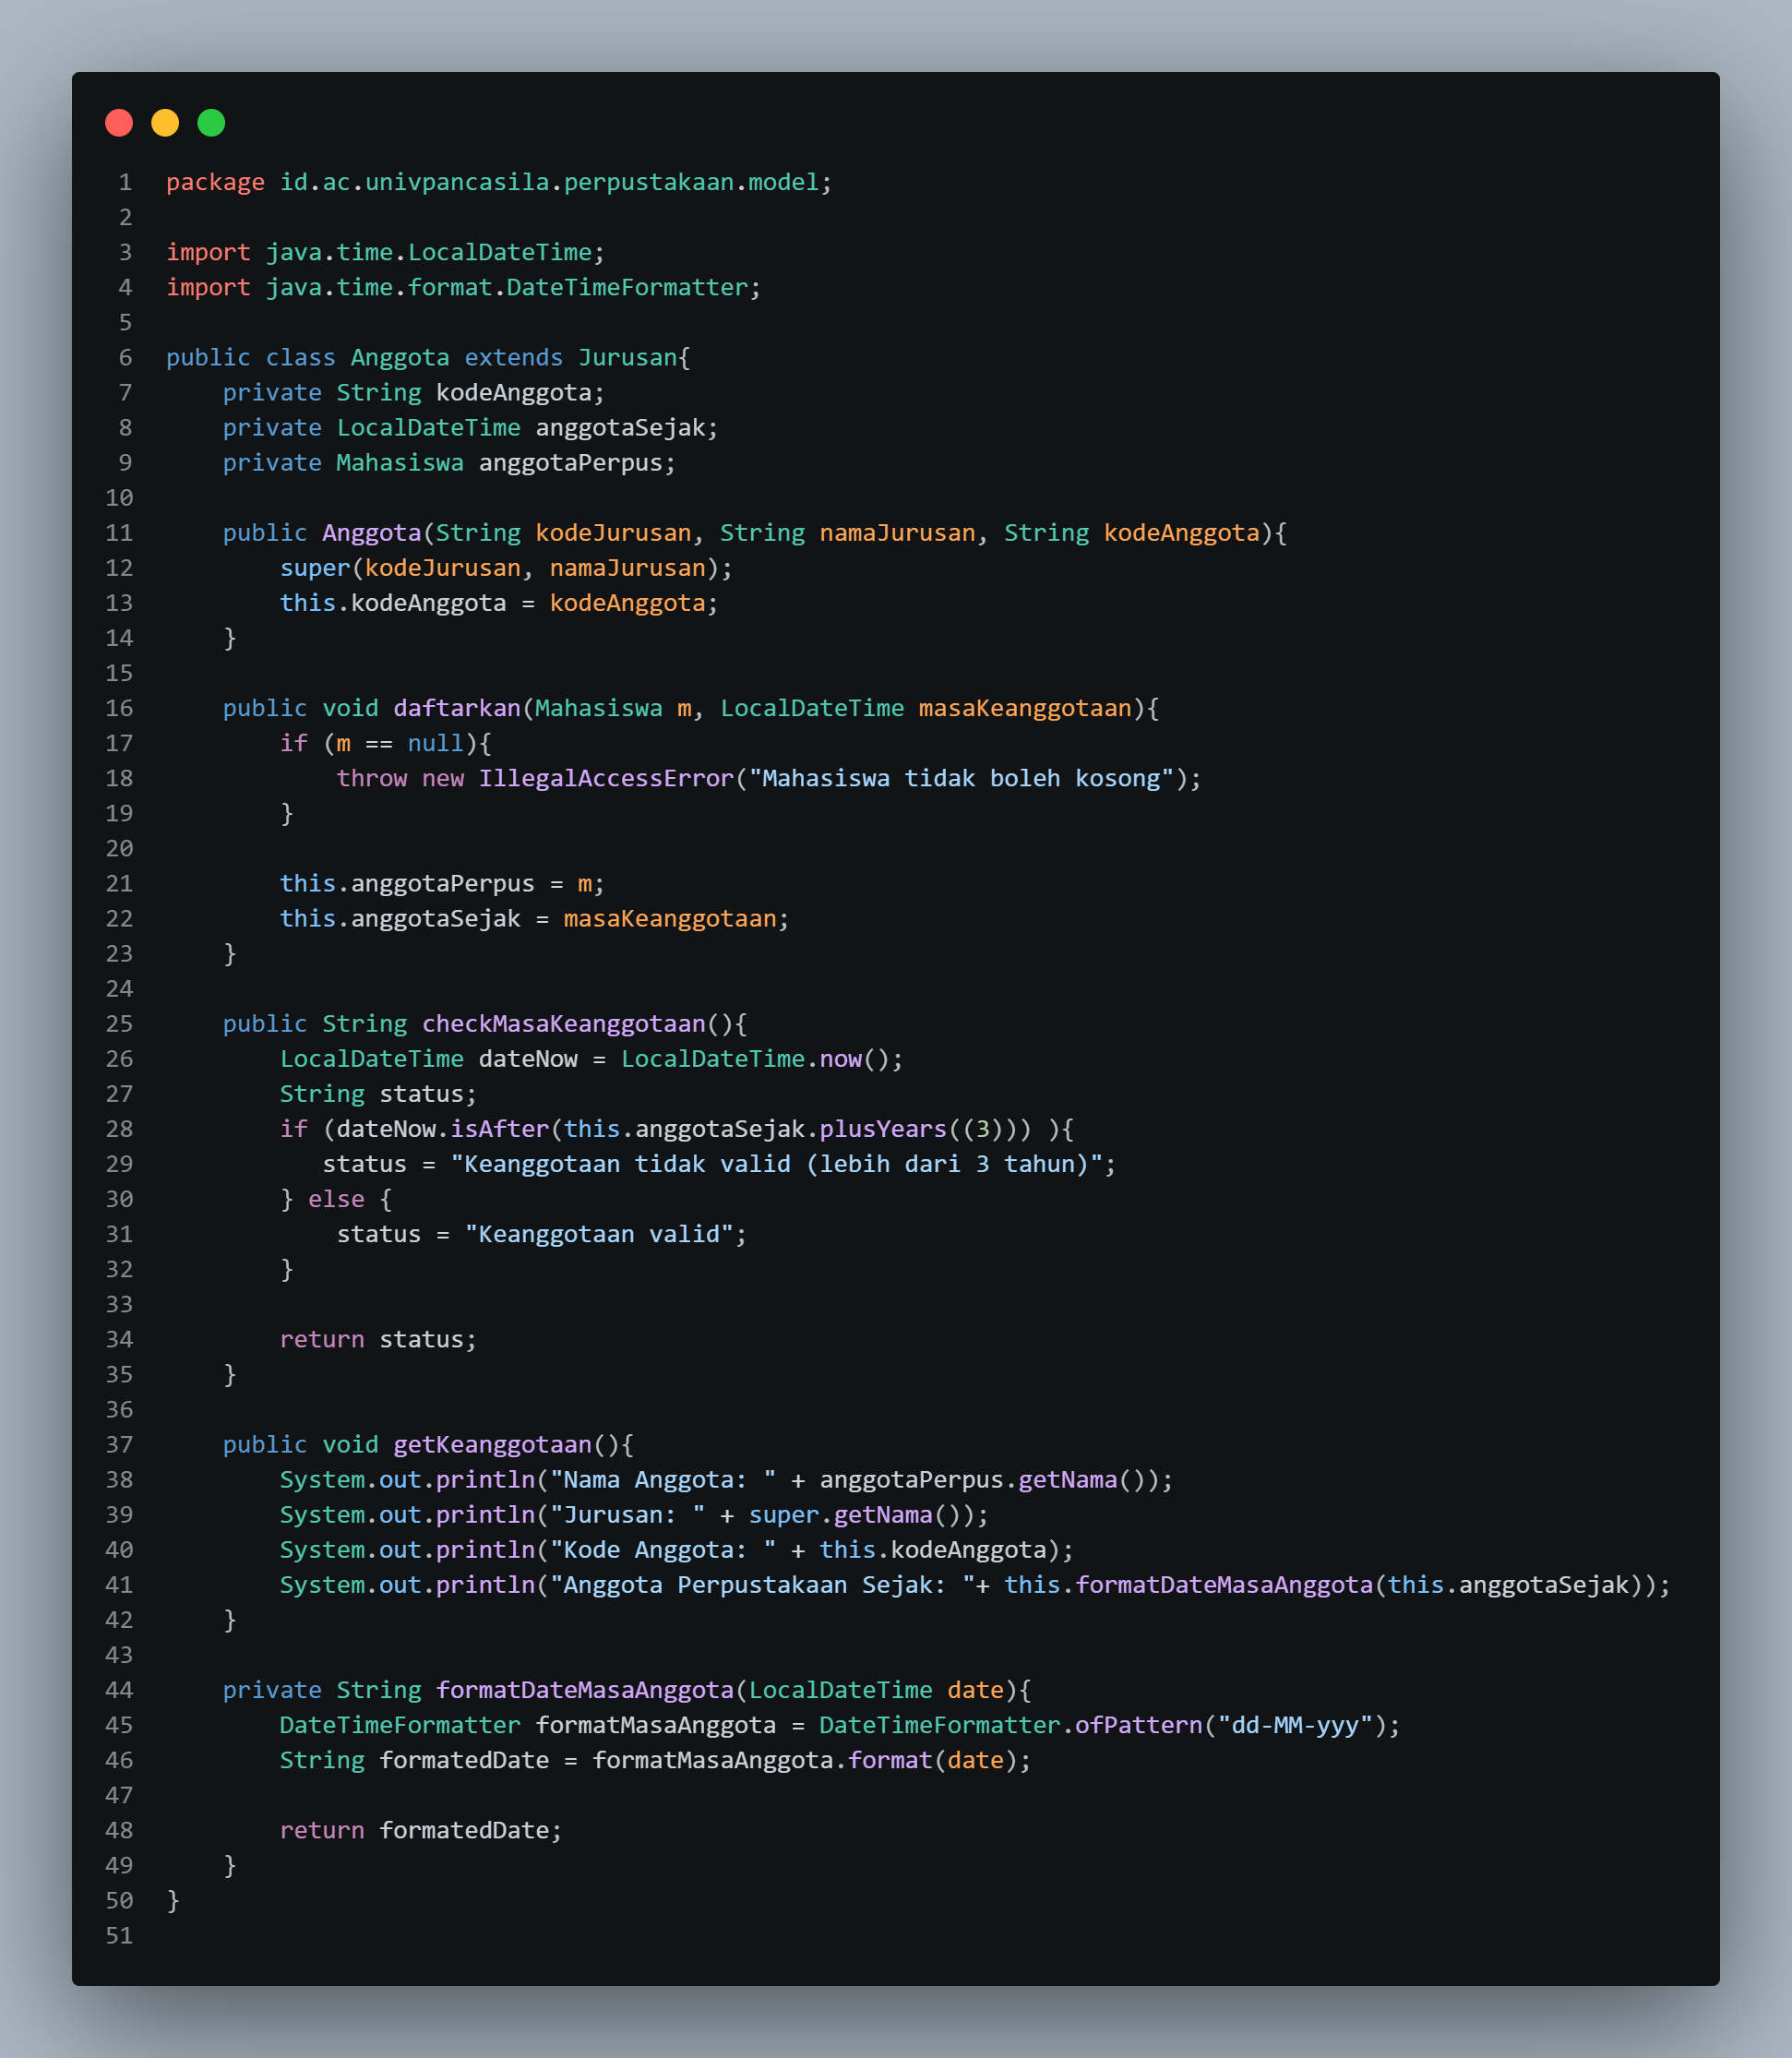 1 package id.ac.univpancasila.perpustakaan.model;
2
3 import java.time.LocalDateTime;
4 import java.time.format.DateTimeFormatter;
5
6 public class Anggota extends Jurusan{
7     private String kodeAnggota;
8     private LocalDateTime anggotaSejak;
9     private Mahasiswa anggotaPerpus;
10
11     public Anggota(String kodeJurusan, String namaJurusan, String kodeAnggota){
12         super(kodeJurusan, namaJurusan);
13         this.kodeAnggota = kodeAnggota;
14     }
15
16     public void daftarkan(Mahasiswa m, LocalDateTime masaKeanggotaan){
17         if (m == null){
18             throw new IllegalAccessError("Mahasiswa tidak boleh kosong");
19         }
20
21         this.anggotaPerpus = m;
22         this.anggotaSejak = masaKeanggotaan;
23     }
24
25     public String checkMasaKeanggotaan(){
26         LocalDateTime dateNow = LocalDateTime.now();
27         String status;
28         if (dateNow.isAfter(this.anggotaSejak.plusYears((3))) ){
29            status = "Keanggotaan tidak valid (lebih dari 3 tahun)";
30         } else {
31             status = "Keanggotaan valid";
32         }
33
34         return status;
35     }
36
37     public void getKeanggotaan(){
38         System.out.println("Nama Anggota: " + anggotaPerpus.getNama());
39         System.out.println("Jurusan: " + super.getNama());
40         System.out.println("Kode Anggota: " + this.kodeAnggota);
41         System.out.println("Anggota Perpustakaan Sejak: "+ this.formatDateMasaAnggota(this.anggotaSejak));
42     }
43
44     private String formatDateMasaAnggota(LocalDateTime date){
45         DateTimeFormatter formatMasaAnggota = DateTimeFormatter.ofPattern("dd-MM-yyy");
46         String formatedDate = formatMasaAnggota.format(date);
47
48         return formatedDate;
49     }
50 }
51